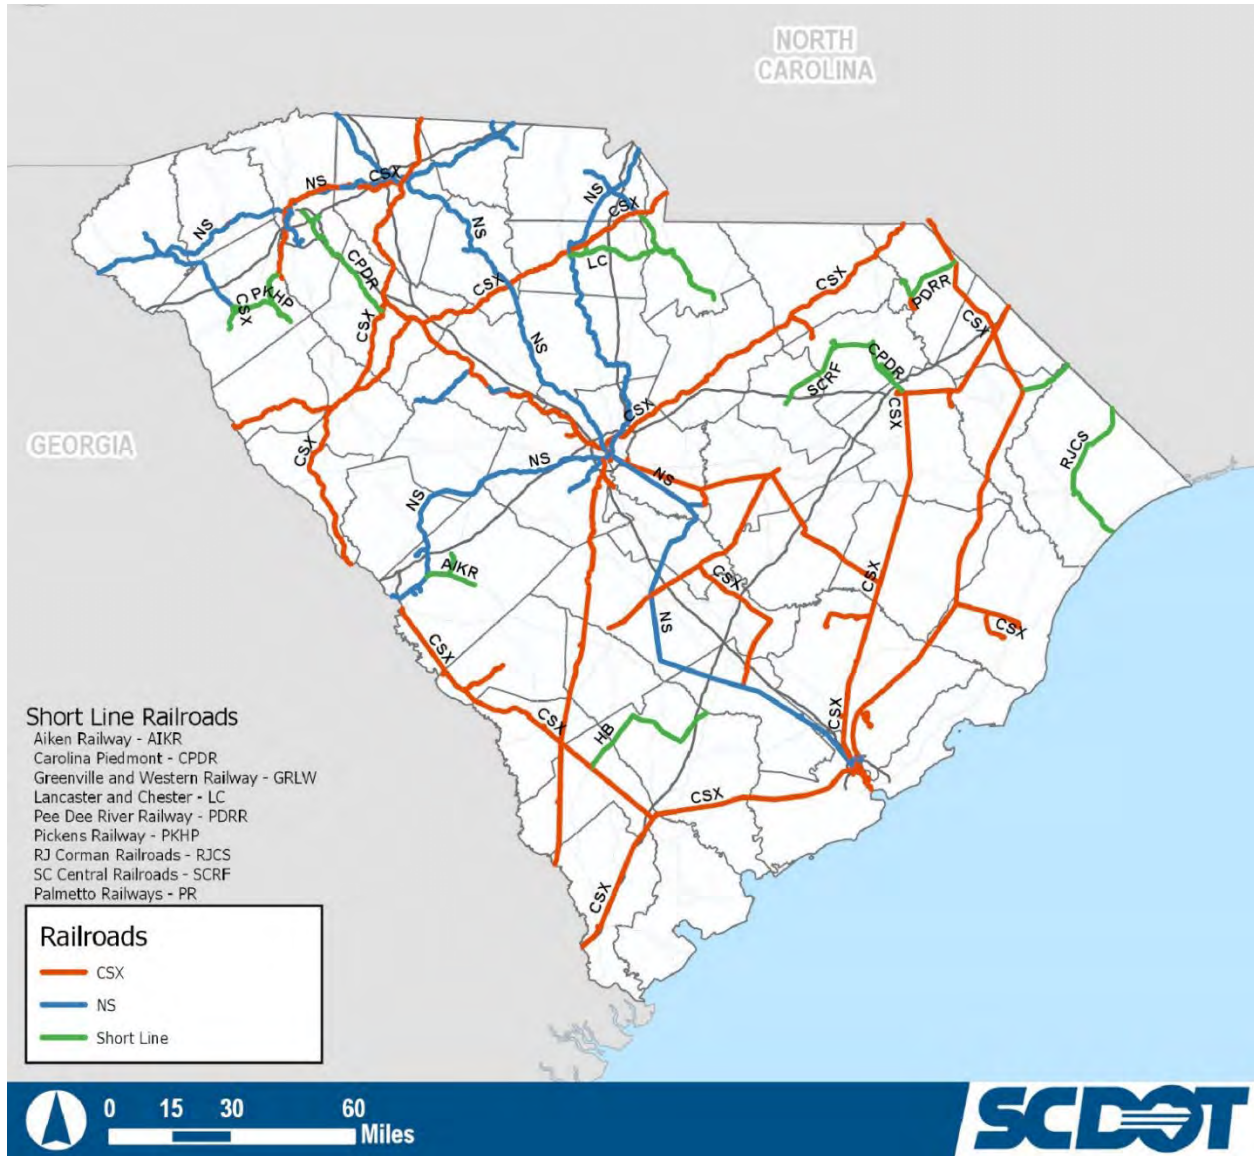 NORTH
CAROLINA
NS
CSX
NS
CSX
NS
NS
LC
CPDR
PKHP
CSX
CSX
CSX
NS
CSX
PDRR
CSX
CPDR
SCRF
CSX
CSX
RJCS
GEORGIA
CSX
NS
NS
NS
AIKR
CSX
CSX
NS
CSX
CSX
CSX
CSX
HB
CSX
CSX
Short Line Railroads
Aiken Railway - AIKR
Carolina Piedmont - CPDR
Greenville and Western Railway - GRLW
Lancaster and Chester - LC
Pee Dee River Railway - PDRR
Pickens Railway - PKHP
RJ Corman Railroads - RJCS
SC Central Railroads - SCRF
Palmetto Railways - PR
Railroads
CSX
NS
Short Line
0 15 30 60
Miles
SCDOT